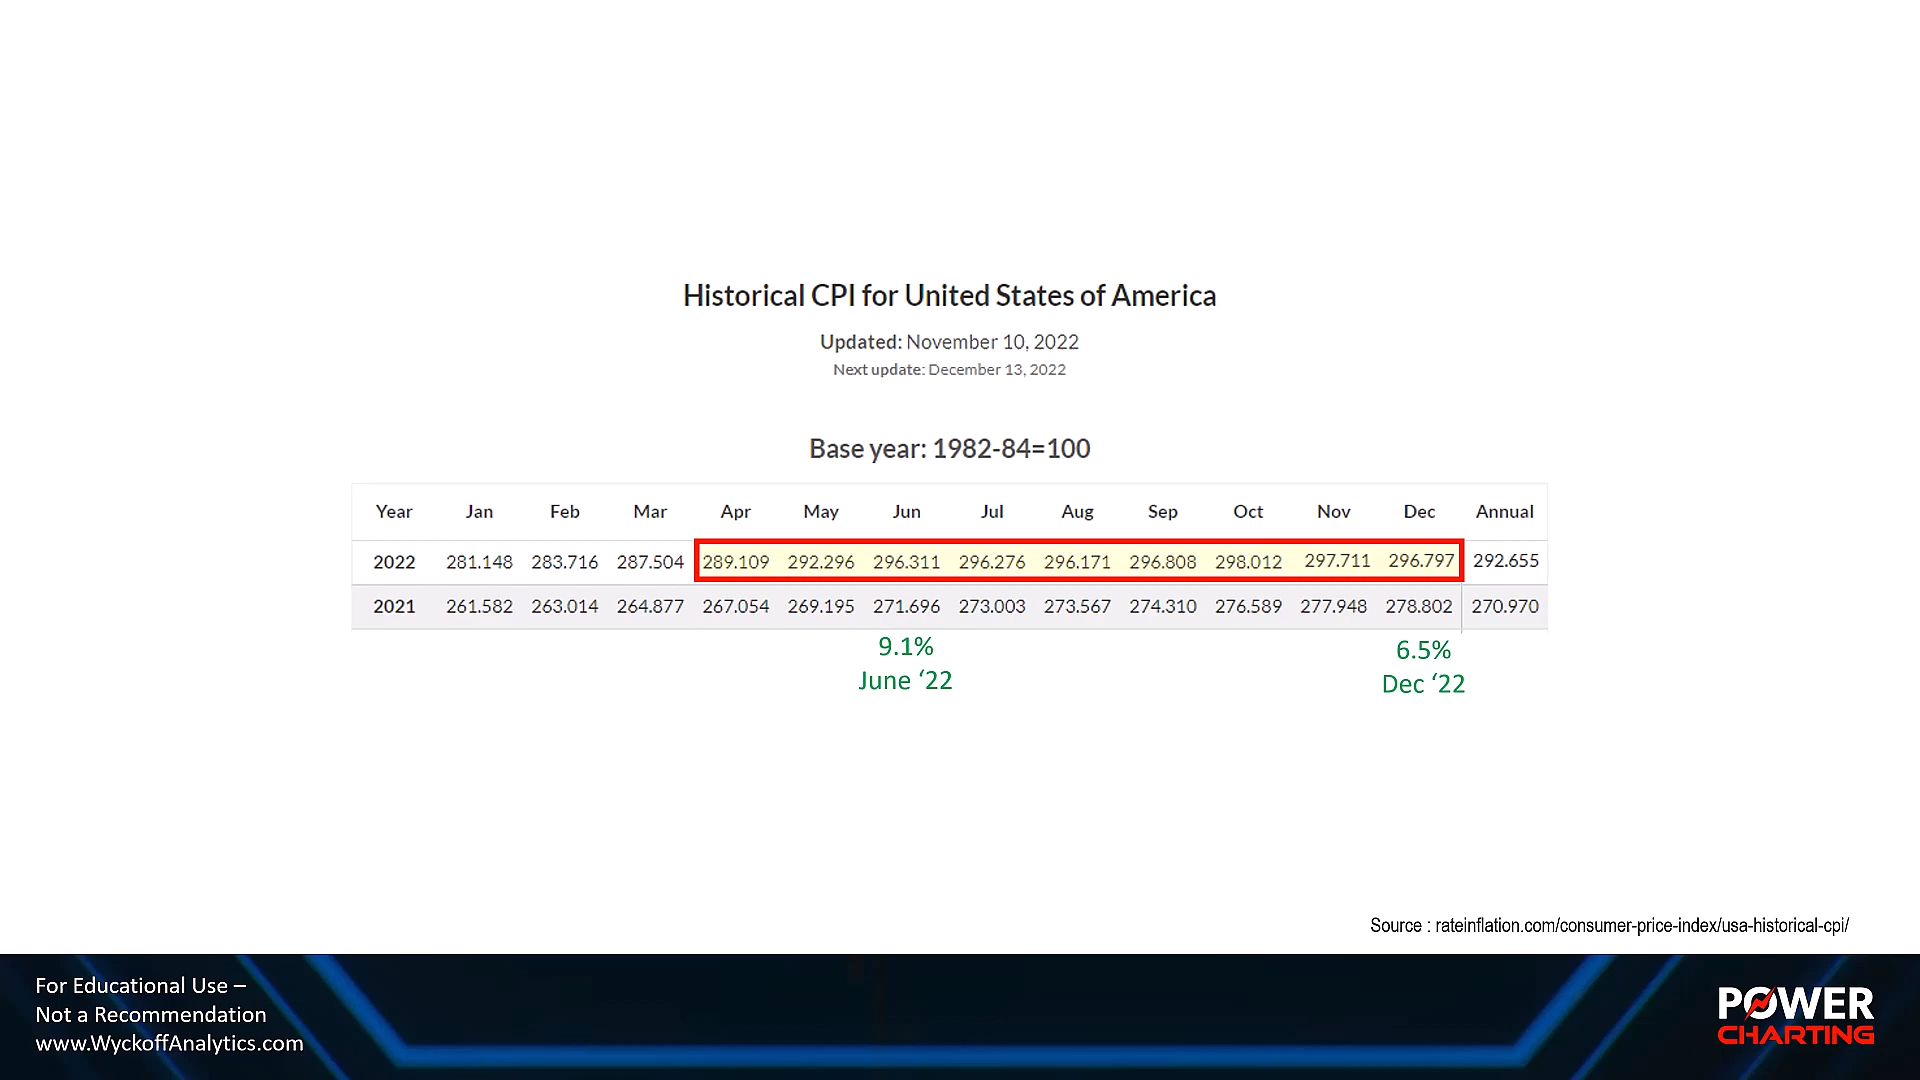 Historical CPI for United States of America
Updated: November 10, 2022
Next update: December 13, 2022
Base year: 1982-84=100
Year Jan Feb Mar Apr May Jun Jul Aug Sep Oct Nov Dec Annual
2022 281.148 283.716 287.504 289.109 292.296 296.311 296.276 296.171 296.808 298.012 297.711 296.797 292.655
2021 261.582 263.014 264.877 267.054 269.195 271.696 273.003 273.567 274.310 276.589 277.948 278.802 270.970
9.1% 6.5%
June ‘22 Dec ‘22
Source : rateinflation.com/consumer-price-index/usa-historical-cpi/
For Educational Use –
Not a Recommendation
www.WyckoffAnalytics.com
POWER
CHARTING